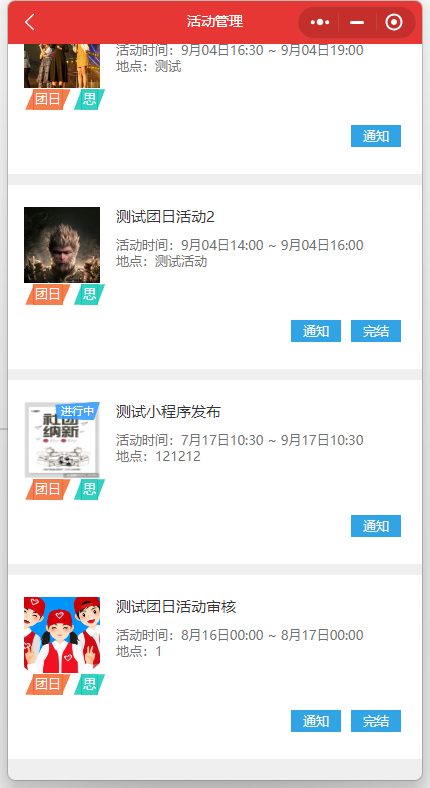 活动管理
活动时间：9月04日16:30 ~ 9月04日19:00
地点：测试
团日 思
通知
测试团日活动2
活动时间：9月04日14:00 ~ 9月04日16:00
地点：测试活动
团日 思
通知 完结
进行中
社团
纳新
测试小程序发布
活动时间：7月17日10:30 ~ 9月17日10:30
地点：121212
团日 思
通知
测试团日活动审核
活动时间：8月16日00:00 ~ 8月17日00:00
地点：1
团日 思
通知 完结